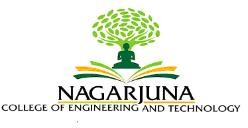 NAGARJUNA
COLLEGE OF ENGINEERING AND TECHNOLOGY